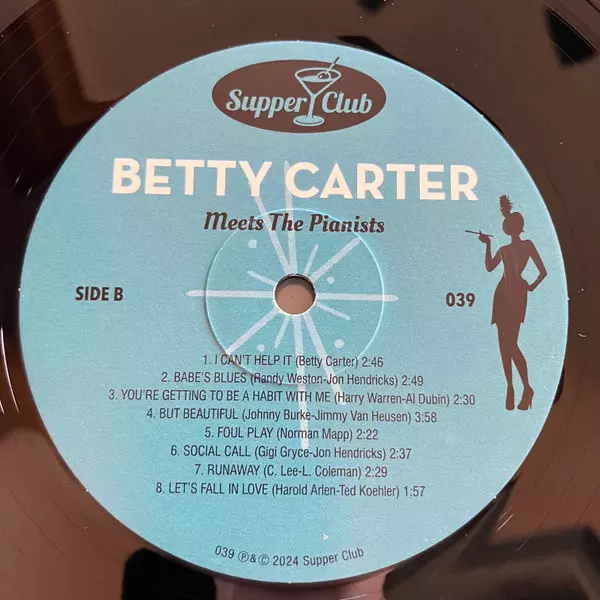 Supper Club
BETTY CARTER
Meets The Pianists
SIDE B
039
1. I CAN'T HELP IT (Betty Carter) 2:46
2. BABE'S BLUES (Randy Weston-Jon Hendricks) 2:49
3. YOU'RE GETTING TO BE A HABIT WITH ME (Harry Warren-Al Dubin) 2:30
4. BUT BEAUTIFUL (Johnny Burke-Jimmy Van Heusen) 3:58
5. FOUL PLAY (Norman Mapp) 2:22
6. SOCIAL CALL (Gigi Gryce-Jon Hendricks) 2:37
7. RUNAWAY (C. Lee-L. Coleman) 2:29
8. LET'S FALL IN LOVE (Harold Arlen-Ted Koehler) 1:57
039 ℗&© 2024 Supper Club